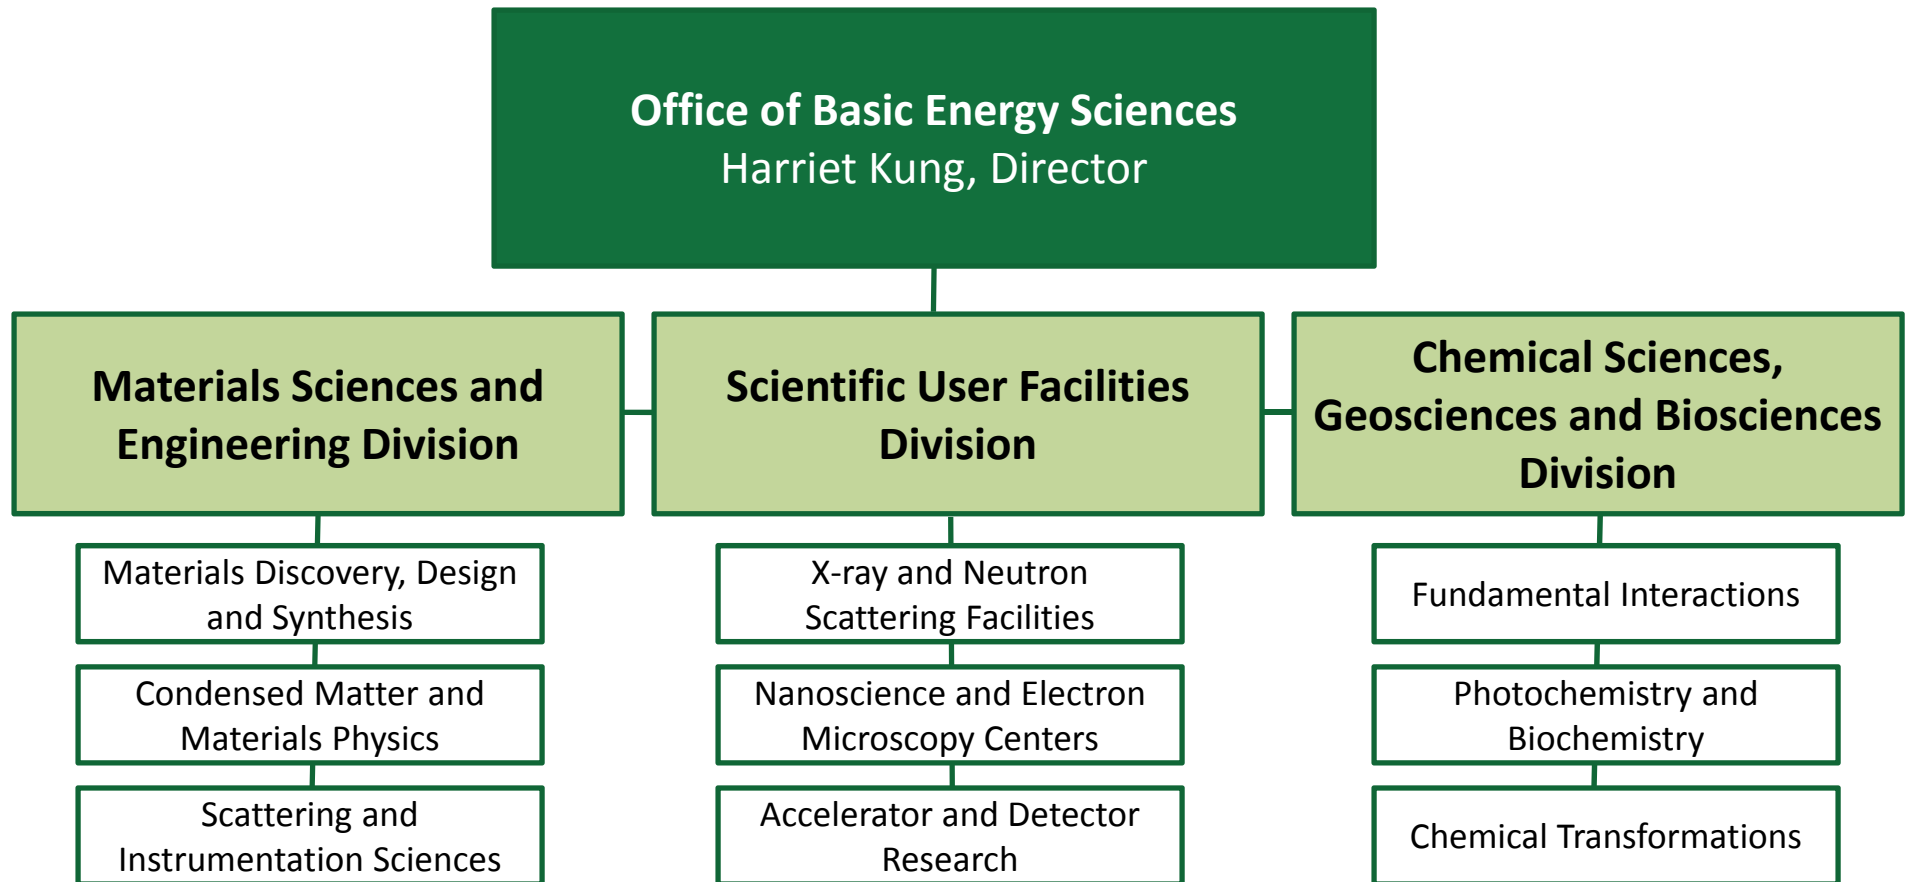 Office of Basic Energy Sciences
Harriet Kung, Director
Materials Sciences and
Engineering Division
Scientific User Facilities
Division
Chemical Sciences,
Geosciences and Biosciences
Division
Materials Discovery, Design
and Synthesis
X-ray and Neutron
Scattering Facilities
Fundamental Interactions
Condensed Matter and
Materials Physics
Nanoscience and Electron
Microscopy Centers
Photochemistry and
Biochemistry
Scattering and
Instrumentation Sciences
Accelerator and Detector
Research
Chemical Transformations